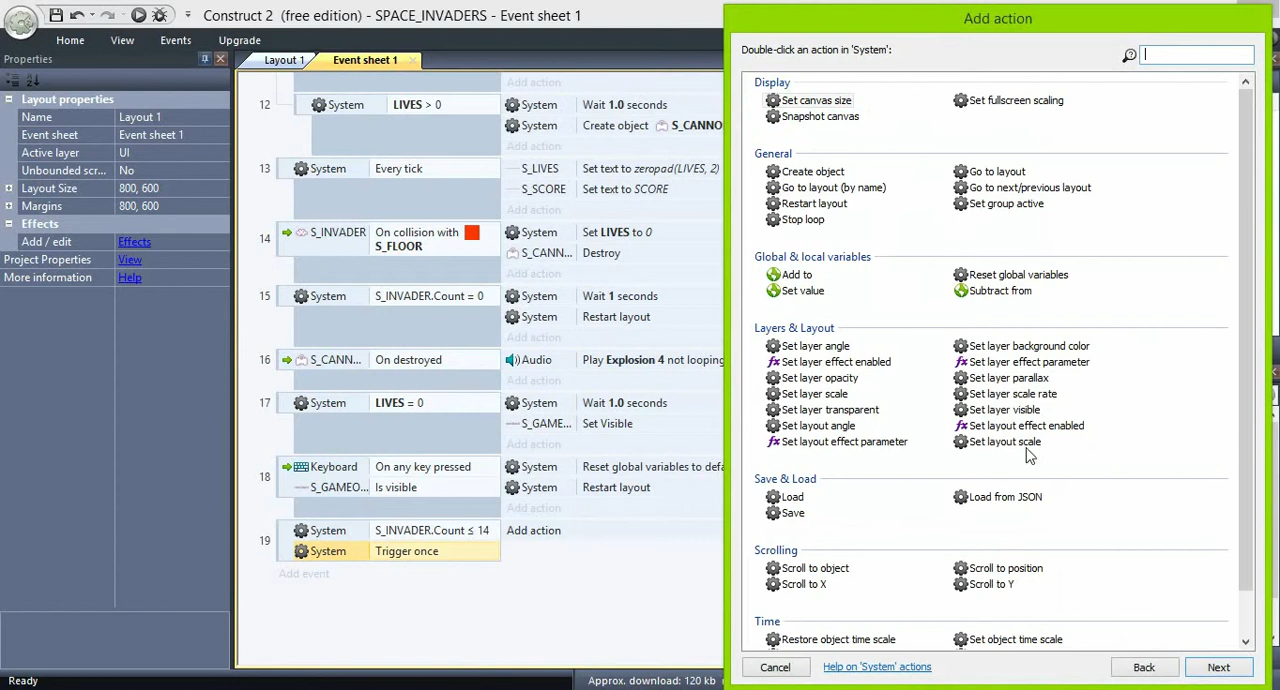 Construct 2 (free edition) - SPACE_INVADERS - Event sheet 1
Home View Events Upgrade
Properties
Layout properties
Name Layout 1
Event sheet Event sheet 1
Active layer UI
Unbounded scr... No
Layout Size 800, 600
Margins 800, 600
Effects
Add / edit Effects
Project Properties View
More information Help
Ready
Layout 1 Event sheet 1
Add action
12 System LIVES > 0 System Wait 1.0 seconds
System Create object S_CANNO
Add action
13 System Every tick S_LIVES Set text to zeropad(LIVES, 2)
S_SCORE Set text to SCORE
Add action
14 S_INVADER On collision with S_FLOOR System Set LIVES to 0
S_CANN... Destroy
Add action
15 System S_INVADER.Count = 0 System Wait 1 seconds
System Restart layout
Add action
16 S_CANN... On destroyed Audio Play Explosion 4 not looping
Add action
17 System LIVES = 0 System Wait 1.0 seconds
S_GAME... Set Visible
Add action
18 Keyboard On any key pressed System Reset global variables to defa
S_GAMEO... Is visible System Restart layout
Add action
19 System S_INVADER.Count ≤ 14 Add action
System Trigger once
Add event
Approx. download: 120 kb
Add action
Double-click an action in 'System':
Display
Set canvas size Set fullscreen scaling
Snapshot canvas
General
Create object Go to layout
Go to layout (by name) Go to next/previous layout
Restart layout Set group active
Stop loop
Global & local variables
Add to Reset global variables
Set value Subtract from
Layers & Layout
Set layer angle Set layer background color
Set layer effect enabled Set layer effect parameter
Set layer opacity Set layer parallax
Set layer scale Set layer scale rate
Set layer transparent Set layer visible
Set layout angle Set layout effect enabled
Set layout effect parameter Set layout scale
Save & Load
Load Load from JSON
Save
Scrolling
Scroll to object Scroll to position
Scroll to X Scroll to Y
Time
Restore object time scale Set object time scale
Cancel Help on 'System' actions Back Next